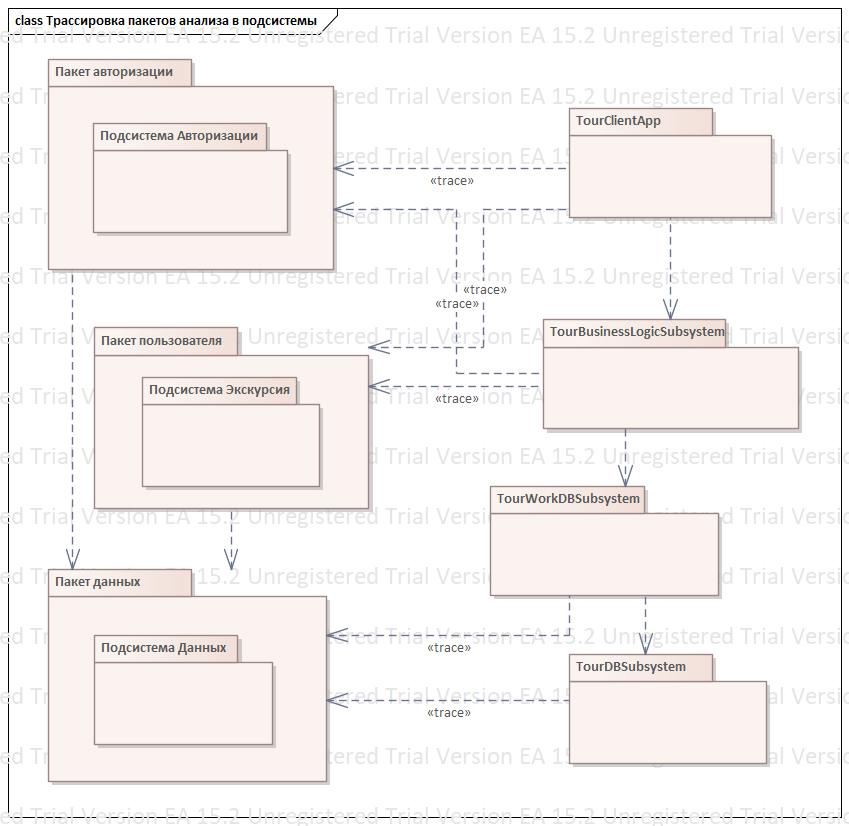 class Трассировка пакетов анализа в подсистемы
ed Trial Version EA 15.2 Unregistered Trial Version EA 15.2 Unregistered Trial Versio
Пакет авторизации
TourClientApp
Подсистема Авторизации
«trace»
«trace»
«trace»
TourBusinessLogicSubsystem
Пакет пользователя
Подсистема Экскурсия
«trace»
TourWorkDBSubsystem
Пакет данных
Подсистема Данных
«trace»
TourDBSubsystem
«trace»